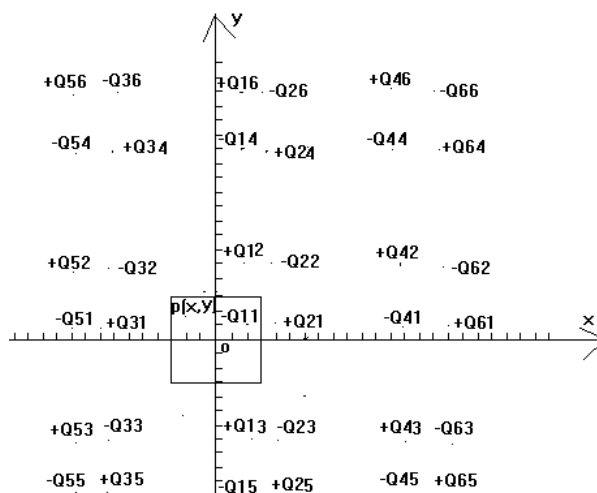 y
+Q56 -Q36 +Q16 -Q26 +Q46 -Q66
-Q54 +Q34 -Q14 +Q24 -Q44 +Q64
+Q52 -Q32 +Q12 -Q22 +Q42 -Q62
p(x,y)
-Q51 +Q31 -Q11 +Q21 -Q41 +Q61 x
o
+Q53 -Q33 +Q13 -Q23 +Q43 -Q63
-Q55 +Q35 -Q15 +Q25 -Q45 +Q65